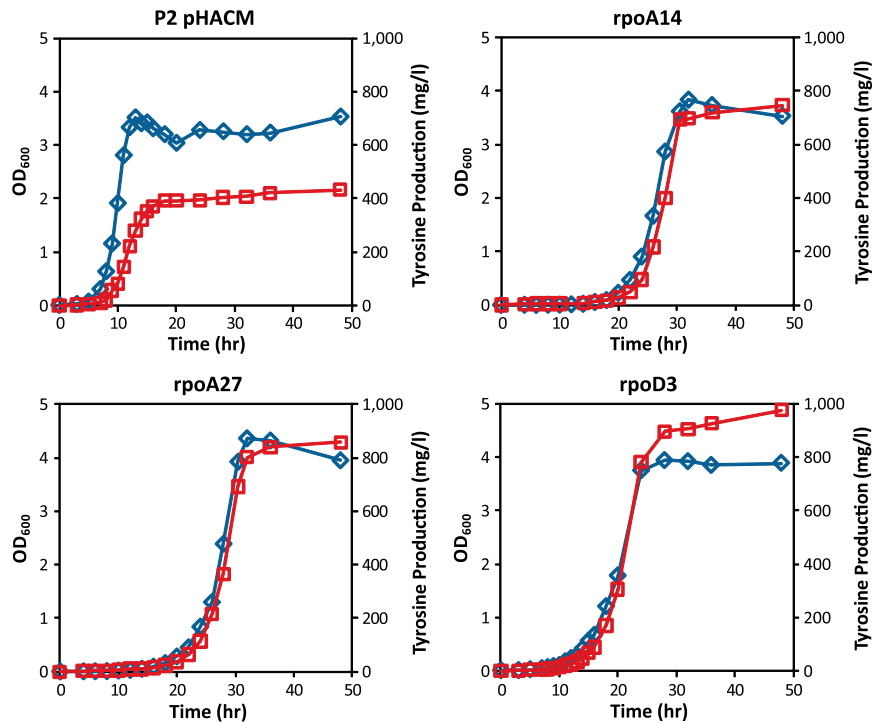 P2 pHACM
5 4 3 2 1 0
OD600
1,000 800 600 400 200 0
Tyrosine Production (mg/l)
0 10 20 30 40 50
Time (hr)
rpoA14
5 4 3 2 1 0
OD600
1,000 800 600 400 200 0
Tyrosine Production (mg/l)
0 10 20 30 40 50
Time (hr)
rpoA27
5 4 3 2 1 0
OD600
1,000 800 600 400 200 0
Tyrosine Production (mg/l)
0 10 20 30 40 50
Time (hr)
rpoD3
5 4 3 2 1 0
OD600
1,000 800 600 400 200 0
Tyrosine Production (mg/l)
0 10 20 30 40 50
Time (hr)